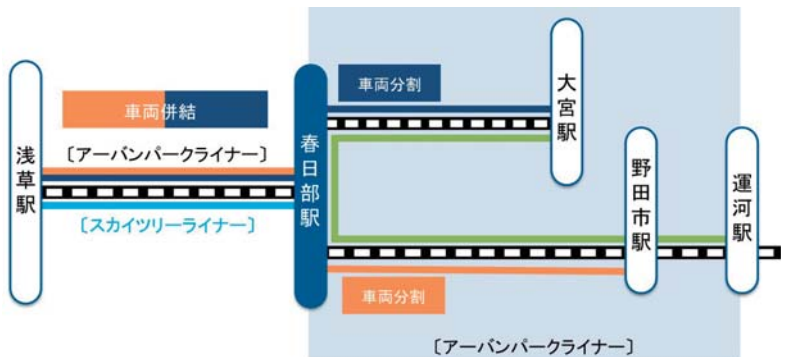 浅草駅
車両併結
〔アーバンパークライナー〕
〔スカイツリーライナー〕
春日部駅
車両分割
大宮駅
野田市駅
運河駅
車両分割
〔アーバンパークライナー〕